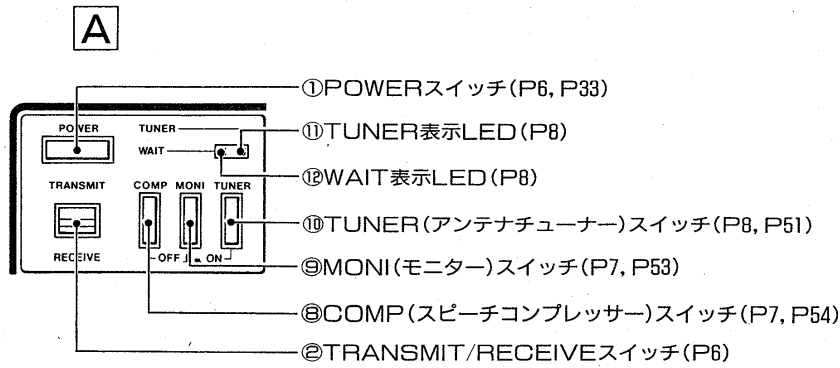 A
①POWERスイッチ(P6, P33)
POWER
TUNER
⑪TUNER表示LED(P8)
WAIT
⑫WAIT表示LED(P8)
TRANSMIT
COMP MONI TUNER
⑩TUNER(アンテナチューナー)スイッチ(P8, P51)
RECEIVE
OFF ON
⑨MONI(モニター)スイッチ(P7, P53)
⑧COMP(スピーチコンプレッサー)スイッチ(P7, P54)
②TRANSMIT/RECEIVEスイッチ(P6)